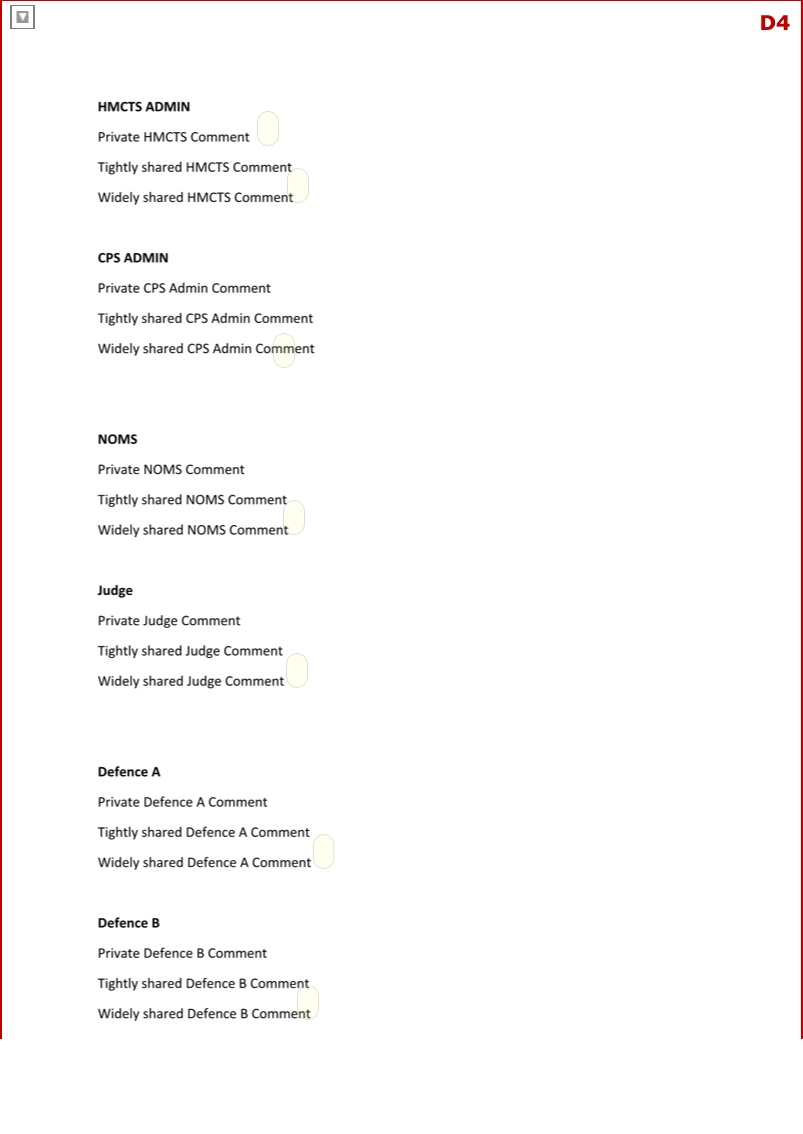 D4
HMCTS ADMIN
Private HMCTS Comment
Tightly shared HMCTS Comment
Widely shared HMCTS Comment
CPS ADMIN
Private CPS Admin Comment
Tightly shared CPS Admin Comment
Widely shared CPS Admin Comment
NOMS
Private NOMS Comment
Tightly shared NOMS Comment
Widely shared NOMS Comment
Judge
Private Judge Comment
Tightly shared Judge Comment
Widely shared Judge Comment
Defence A
Private Defence A Comment
Tightly shared Defence A Comment
Widely shared Defence A Comment
Defence B
Private Defence B Comment
Tightly shared Defence B Comment
Widely shared Defence B Comment